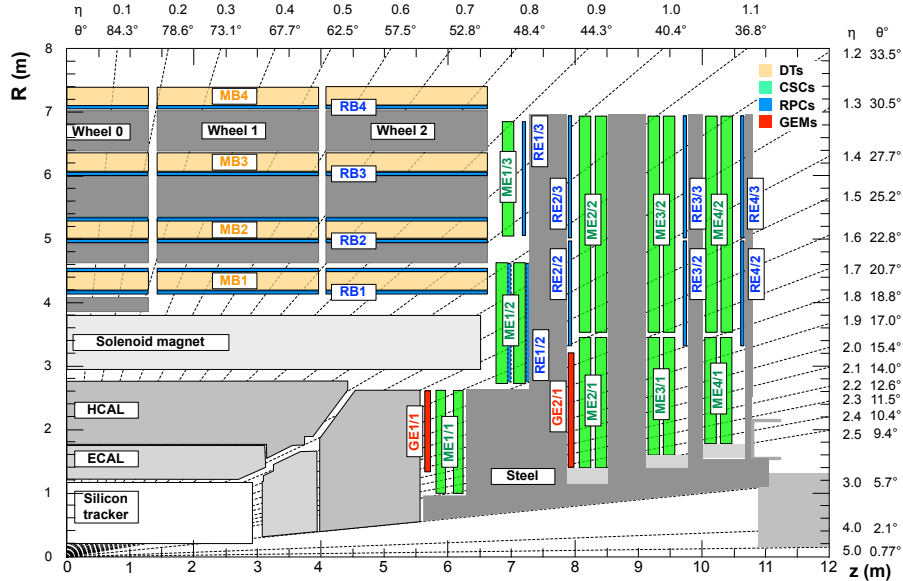 η 0.1 0.2 0.3 0.4 0.5 0.6 0.7 0.8 0.9 1.0 1.1
θ° 84.3° 78.6° 73.1° 67.7° 62.5° 57.5° 52.8° 48.4° 44.3° 40.4° 36.8° η θ°
R (m)
8
7
6
5
4
3
2
1
0
1.2 33.5°
1.3 30.5°
1.4 27.7°
1.5 25.2°
1.6 22.8°
1.7 20.7°
1.8 18.8°
1.9 17.0°
2.0 15.4°
2.1 14.0°
2.2 12.6°
2.3 11.5°
2.4 10.4°
2.5 9.4°
3.0 5.7°
4.0 2.1°
5.0 0.77°
DTs
CSCs
RPCs
GEMs
MB4
RB4
Wheel 0 Wheel 1 Wheel 2
MB3
RB3
MB2
RB2
MB1
RB1
Solenoid magnet
HCAL
ECAL
Silicon
tracker
Steel
GE1/1
ME1/1
ME1/2
ME1/3
RE1/3
RE1/2
RE2/3
RE2/2
GE2/1
ME2/2
ME2/1
ME3/2
ME3/1
RE3/3
RE3/2
ME4/2
ME4/1
RE4/3
RE4/2
0 1 2 3 4 5 6 7 8 9 10 11 12
z (m)